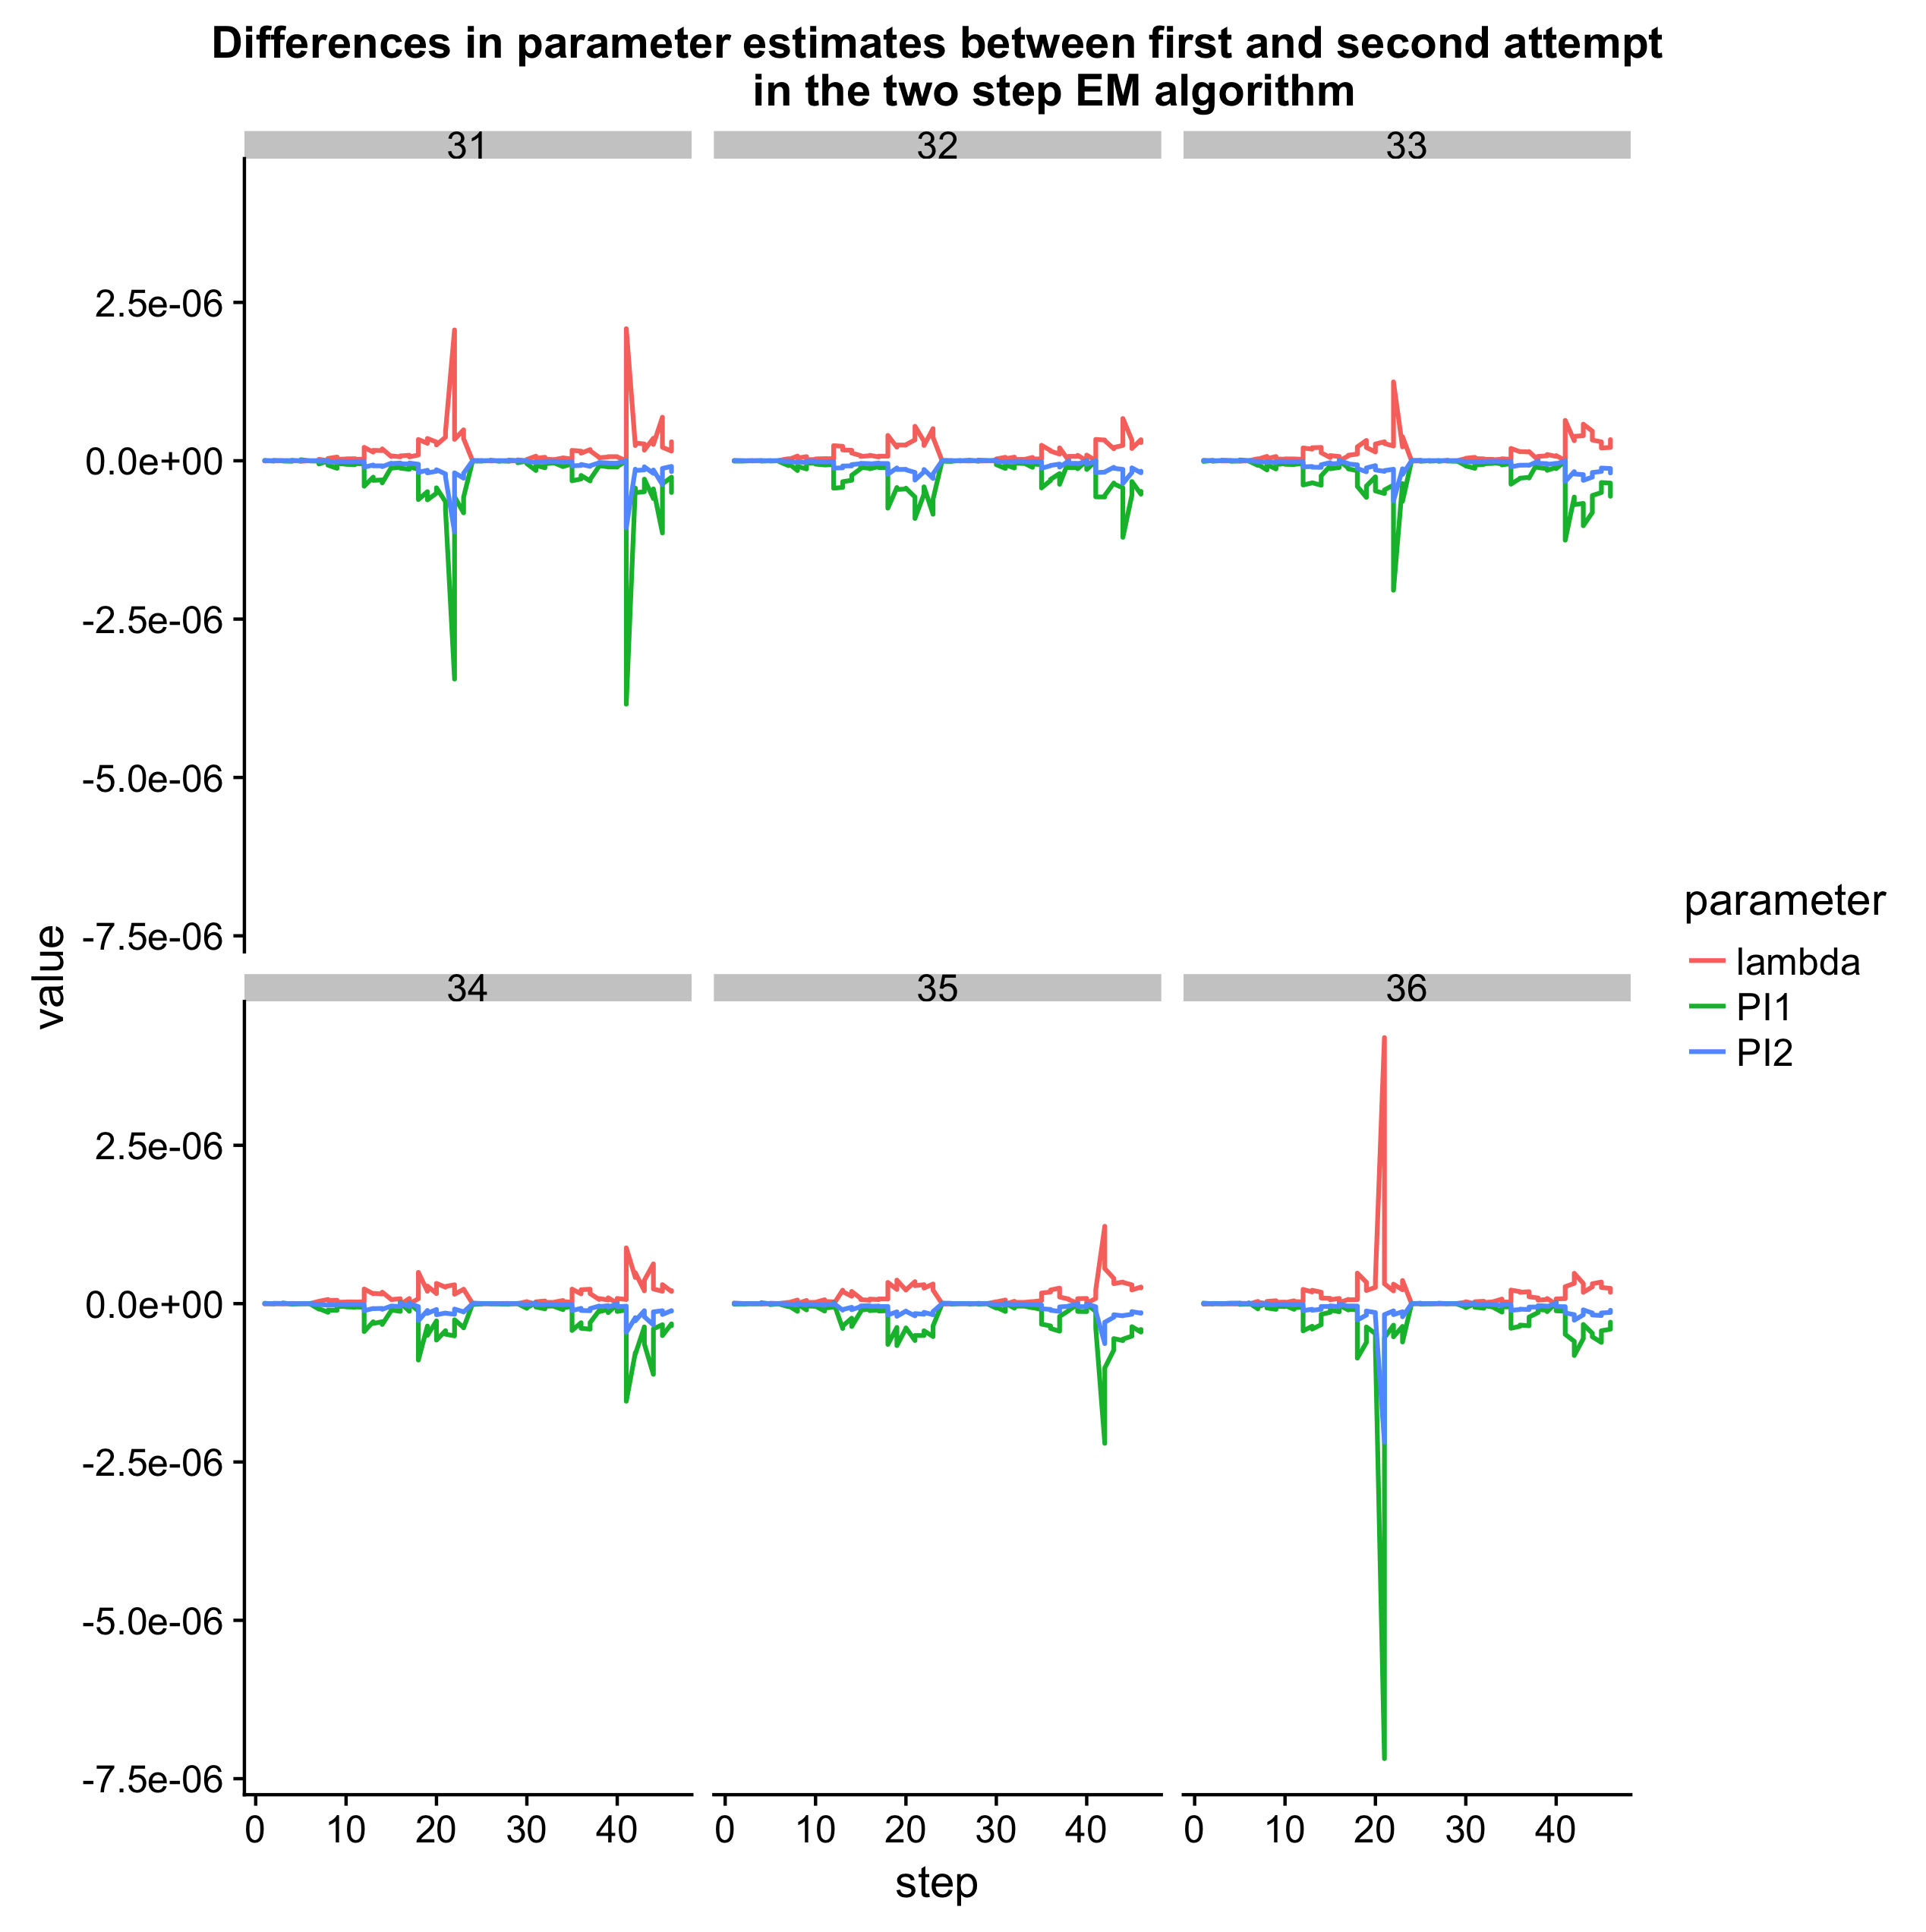 Differences in parameter estimates between first and second attempt
in the two step EM algorithm
31 32 33
2.5e-06
0.0e+00
-2.5e-06
-5.0e-06
-7.5e-06
value
34 35 36
2.5e-06
0.0e+00
-2.5e-06
-5.0e-06
-7.5e-06
0 10 20 30 40 0 10 20 30 40 0 10 20 30 40
step
parameter
lambda
PI1
PI2